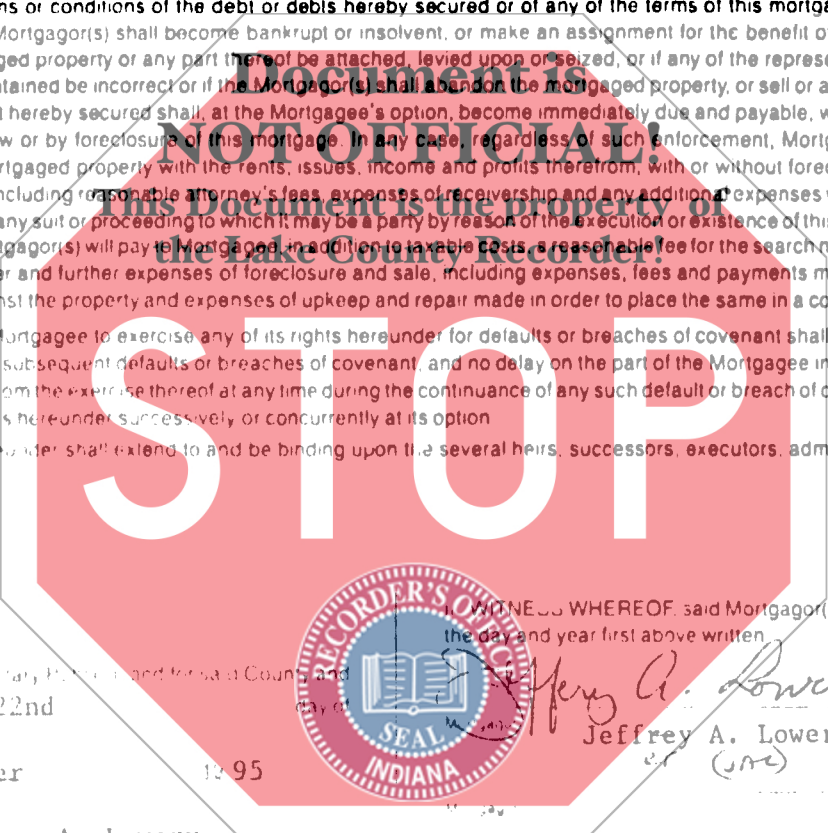 ns or conditions of the debt or debts hereby secured or of any of the terms of this mortga
Mortgagor(s) shall become bankrupt or insolvent, or make an assignment for the benefit of
ged property or any part thereof be attached, levied upon or seized, or if any of the represe
ntained be incorrect or if the Mortgagor(s) shall abandon the mortgaged property, or sell or a
t hereby secured shall, at the Mortgagee's option, become immediately due and payable, w
w or by foreclosure of this mortgage. In any case, regardless of such enforcement, Mortg
rtgaged property with the rents, issues, income and profits therefrom, with or without forec
ncluding reasonable attorney's fees, expenses of receivership and any additional expenses
any suit or proceeding to which it may be a party by reason of the execution or existence of this
tgagor(s) will pay to Mortgagee, in addition to taxable costs, a reasonable fee for the search
er and further expenses of foreclosure and sale, including expenses, fees and payments m
nst the property and expenses of upkeep and repair made in order to place the same in a co
Mortgagee to exercise any of its rights hereunder for defaults or breaches of covenant shall
subsequent defaults or breaches of covenant, and no delay on the part of the Mortgagee in
om the exercise thereof at any time during the continuance of any such default or breach of c
s hereunder successively or concurrently at its option
shall extend to and be binding upon the several heirs, successors, executors, adm
Document is
NOT OFFICIAL!
This Document is the property of
the Lake County Recorder!
STOP
RECORDER'S OFFICE
SEAL
INDIANA
WITNESS WHEREOF, said Mortgagor(
the day and year first above written
and for said County and
22nd day of
er 1995
Jeffrey A. Lowe
Jeffrey A. Lower